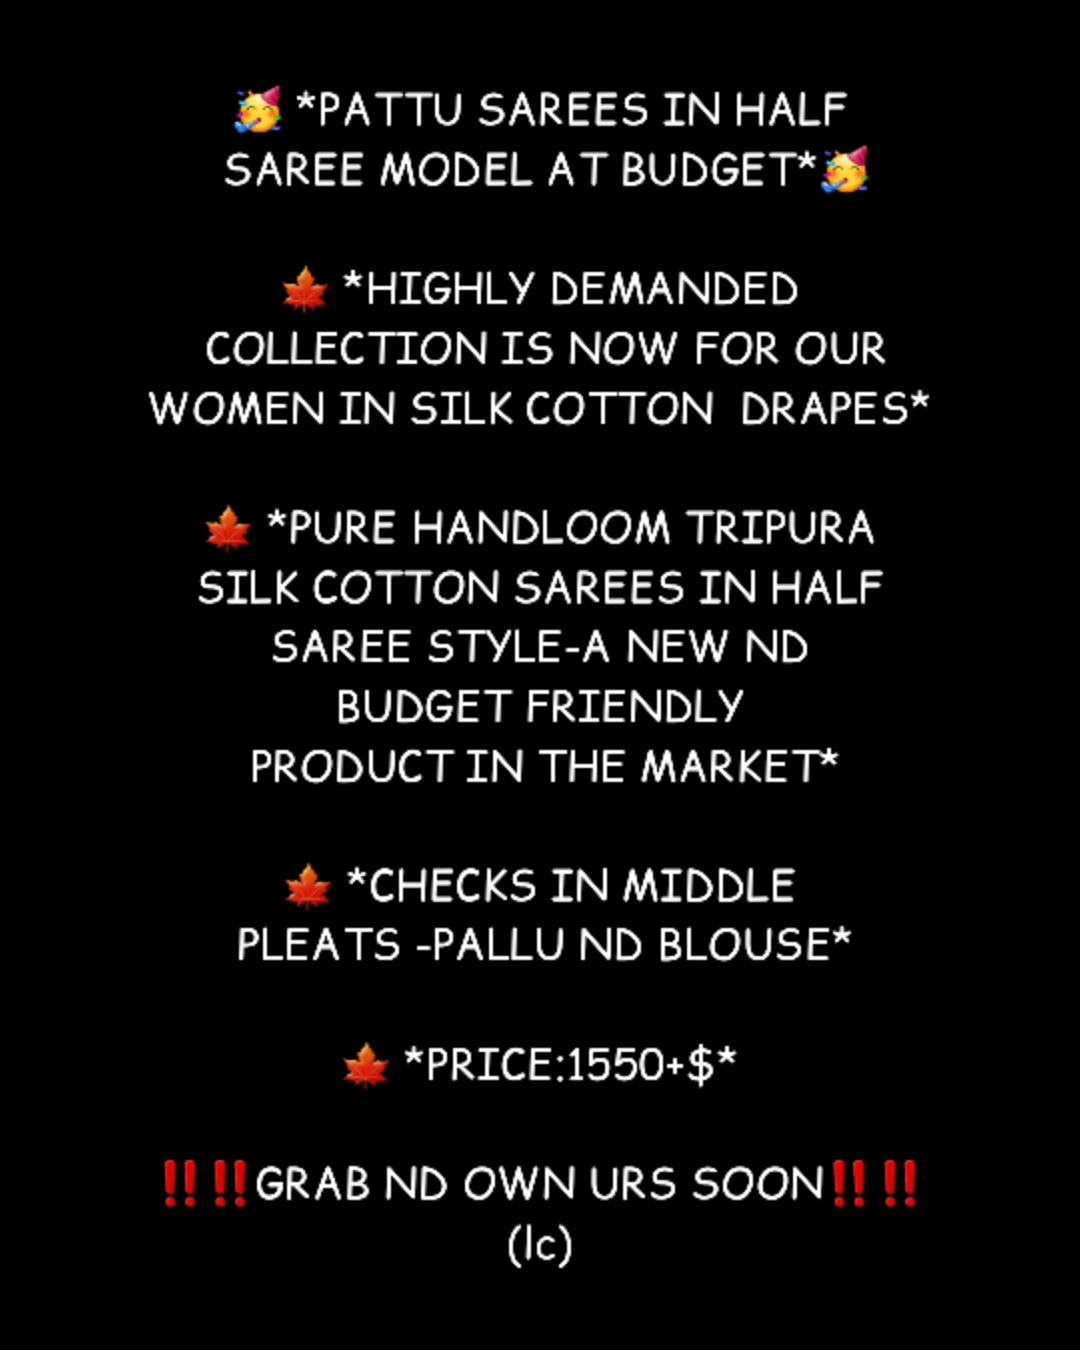 🥳 *PATTU SAREES IN HALF
SAREE MODEL AT BUDGET*🥳
🍁 *HIGHLY DEMANDED
COLLECTION IS NOW FOR OUR
WOMEN IN SILK COTTON  DRAPES*
🍁 *PURE HANDLOOM TRIPURA
SILK COTTON SAREES IN HALF
SAREE STYLE-A NEW ND
BUDGET FRIENDLY
PRODUCT IN THE MARKET*
🍁 *CHECKS IN MIDDLE
PLEATS -PALLU ND BLOUSE*
🍁 *PRICE:1550+$*
‼️‼️GRAB ND OWN URS SOON‼️‼️
(lc)